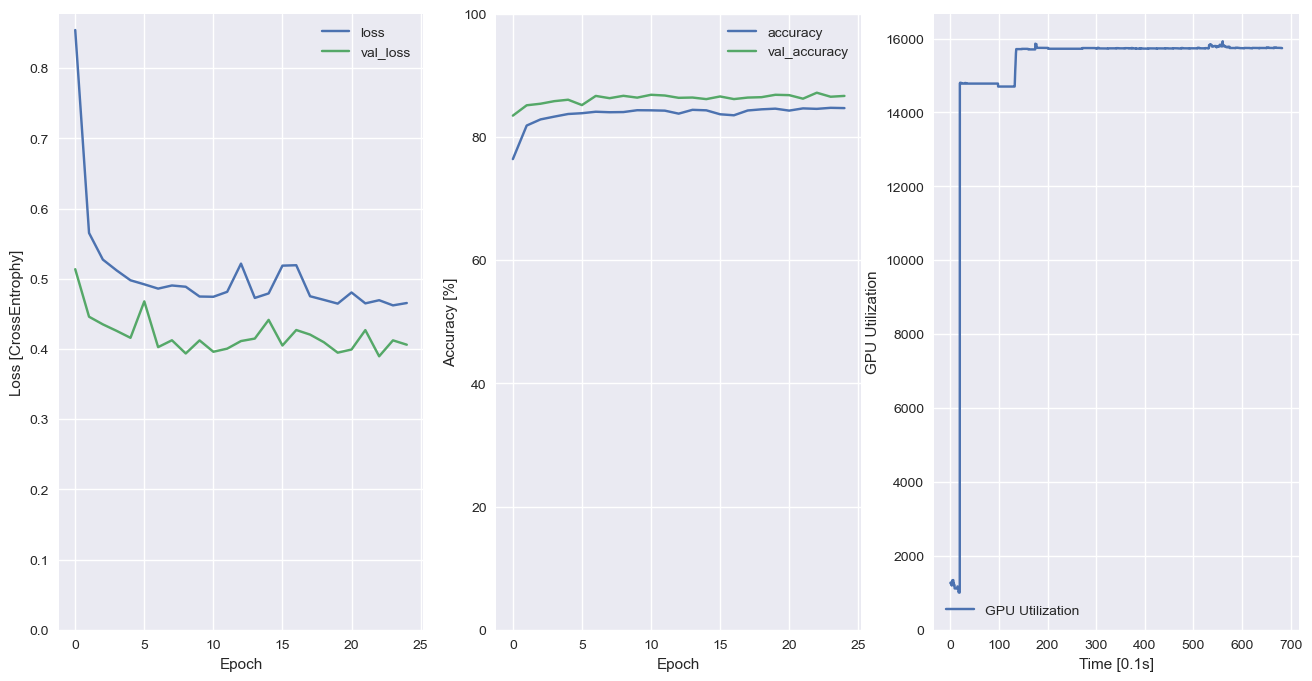 loss
val_loss
0.8
0.7
0.6
0.5
0.4
0.3
0.2
0.1
0.0
0 5 10 15 20 25
Loss [CrossEntrophy]
Epoch
accuracy
val_accuracy
100
80
60
40
20
0
0 5 10 15 20 25
Accuracy [%]
Epoch
16000
14000
12000
10000
8000
6000
4000
2000
0
GPU Utilization
0 100 200 300 400 500 600 700
GPU Utilization
Time [0.1s]